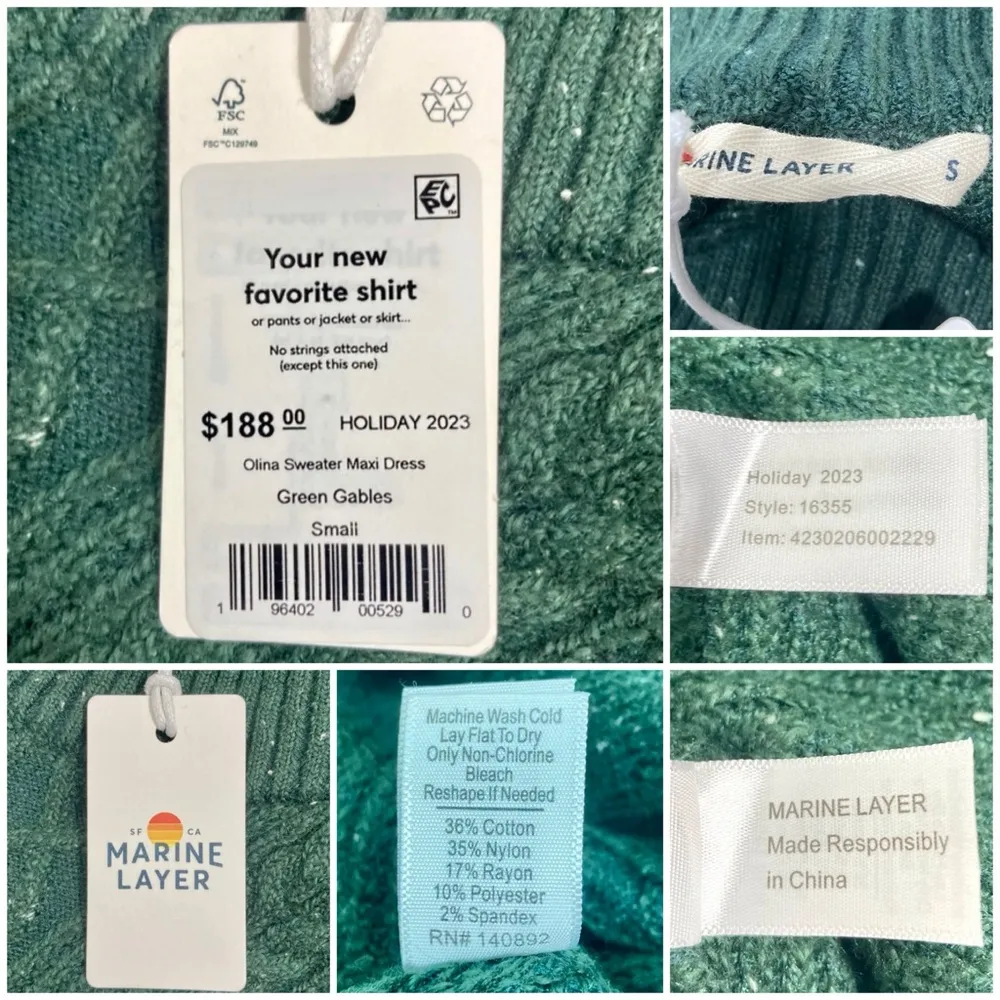 FSC
MIX
FSC™C129749
EPC™
Your new
favorite shirt
or pants or jacket or skirt...
No strings attached
(except this one)
$188 00 HOLIDAY 2023
Olina Sweater Maxi Dress
Green Gables
Small
1 96402 00529 0
RINE LAYER S
Holiday 2023
Style: 16355
Item: 4230206002229
SF CA
MARINE
LAYER
Machine Wash Cold
Lay Flat To Dry
Only Non-Chlorine
Bleach
Reshape If Needed
36% Cotton
35% Nylon
17% Rayon
10% Polyester
2% Spandex
RN# 140892
MARINE LAYER
Made Responsibly
in China